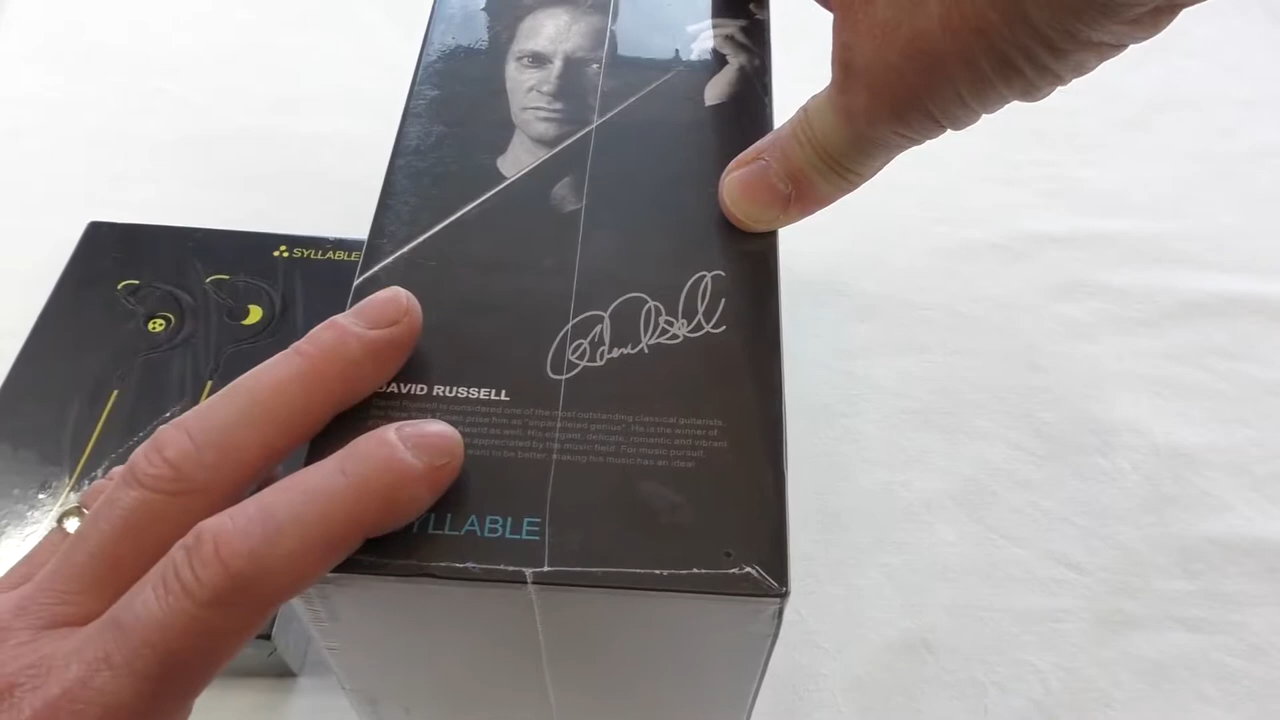 SYLLABLE
DAVID RUSSELL
David Russell is considered one of the most outstanding classical guitarists,
the New York Times prise him as "unparalleled genius". He is the winner of
Award as well. His elegant, delicate, romantic and vibrant
appreciated by the music field. For music pursuit,
want to be better, making his music has an ideal
SYLLABLE